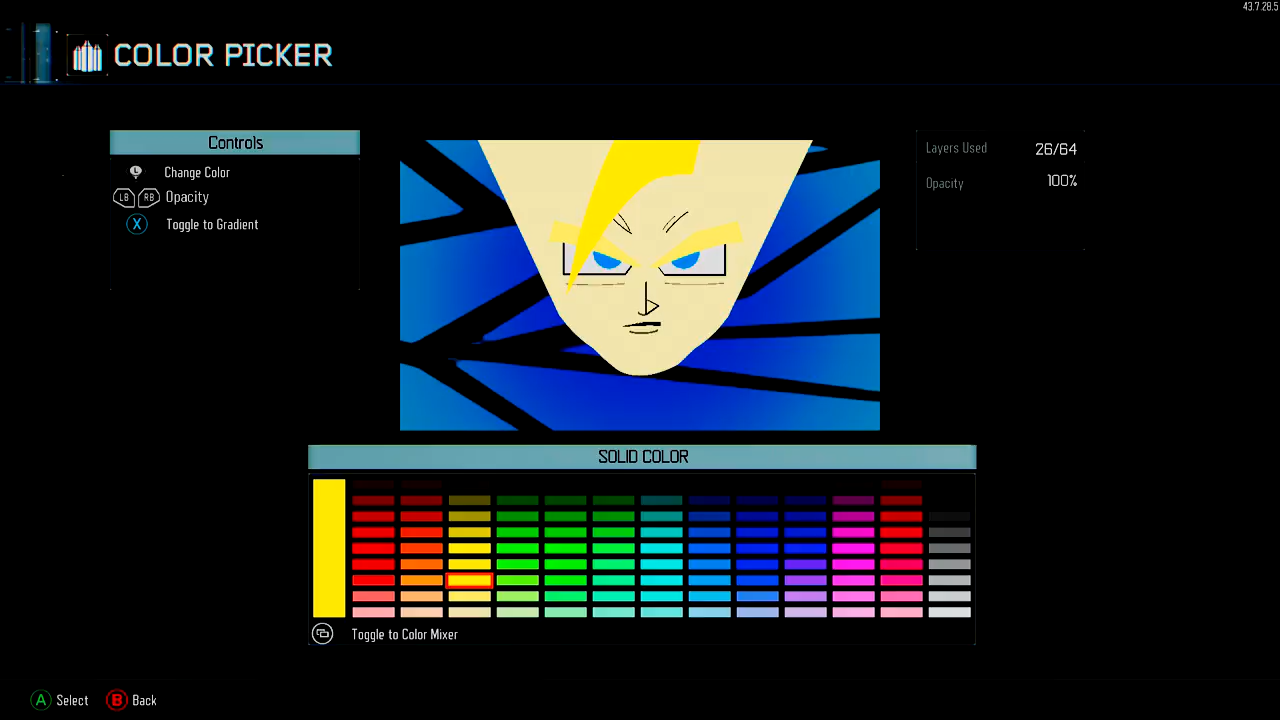 43.7.28.5
COLOR PICKER
Controls
L Change Color
LB RB Opacity
X Toggle to Gradient
Layers Used 26/64
Opacity 100%
SOLID COLOR
Toggle to Color Mixer
A Select B Back